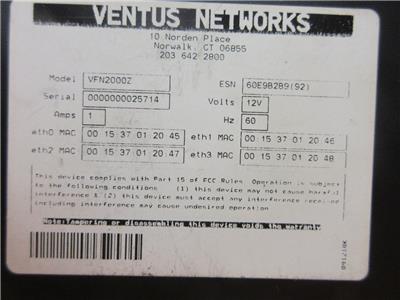 VENTUS NETWORKS
10 Norden Place
Norwalk, CT 06855
203 642 2800
Model VFN2000Z ESN 60E9B2B9(92)
Serial 0000000025714 Volts 12V
Amps 1 Hz 60
eth0 MAC 00 15 37 01 20 45 eth1 MAC 00 15 37 01 20 46
eth2 MAC 00 15 37 01 20 47 eth3 MAC 00 15 37 01 20 48
This device complies with Part 15 of FCC Rules. Operation is subject
to the following conditions (1) this device may not cause harmful
interference & (2) this device must accept any interference received
including interference may cause undesired operation
Note:Tampering or disassembling this device voids the warranty